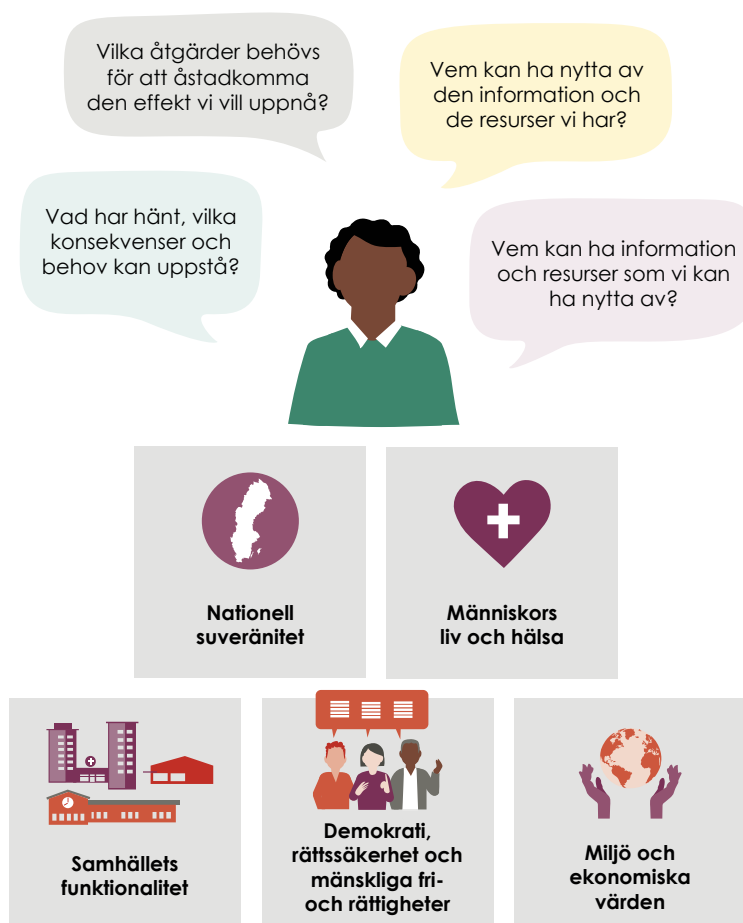 Vilka åtgärder behövs
för att åstadkomma
den effekt vi vill uppnå?
Vem kan ha nytta av
den information och
de resurser vi har?
Vad har hänt, vilka
konsekvenser och
behov kan uppstå?
Vem kan ha information
och resurser som vi kan
ha nytta av?
Nationell
suveränitet
Människors
liv och hälsa
Samhällets
funktionalitet
Demokrati,
rättssäkerhet och
mänskliga fri-
och rättigheter
Miljö och
ekonomiska
värden